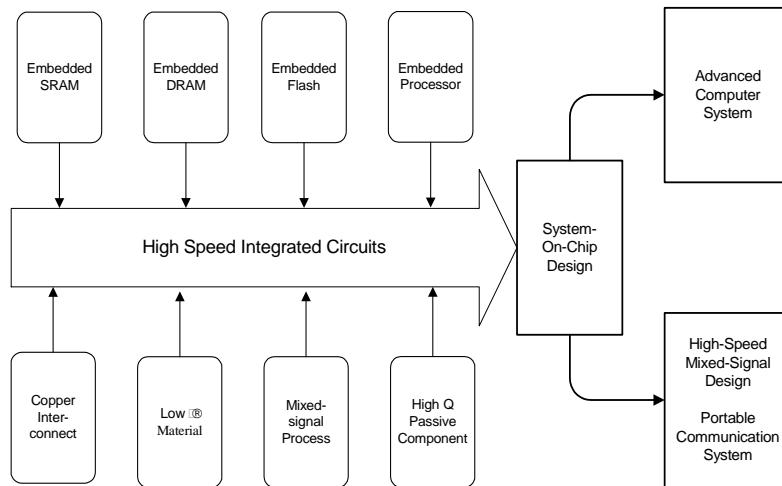 Embedded
SRAM
Embedded
DRAM
Embedded
Flash
Embedded
Processor
Advanced
Computer
System
High Speed Integrated Circuits
System-
On-Chip
Design
Copper
Inter-
connect
Low
Material
Mixed-
signal
Process
High Q
Passive
Component
High-Speed
Mixed-Signal
Design
Portable
Communication
System